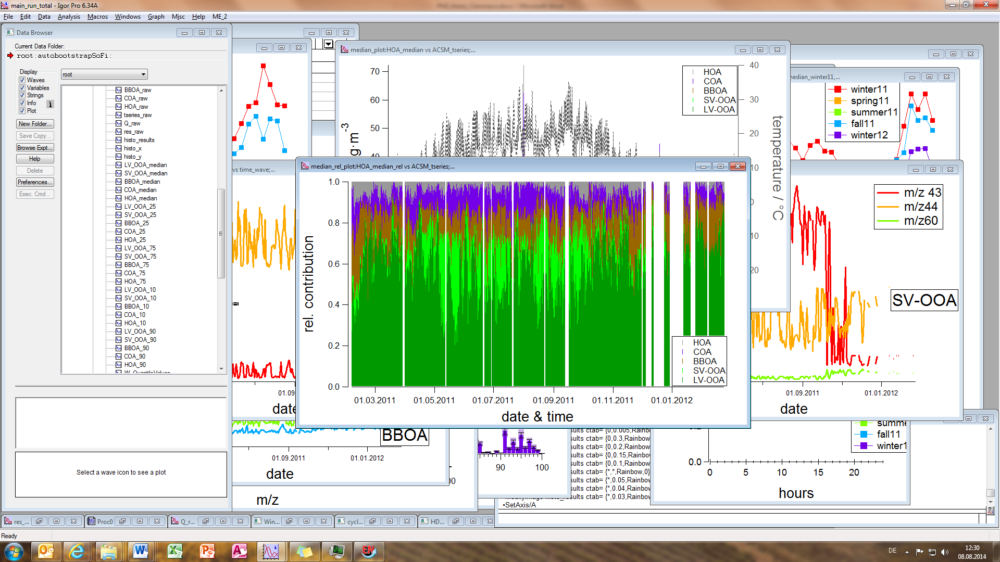 main_run_total - Igor Pro 6.34A
File Edit Data Analysis Macros Windows Graph Misc Help ME_2
Data Browser
Current Data Folder:
root:autobootstrapSoFi:
Display
Waves
Variables
Strings
Info
Plot
root
New Folder...
Save Copy...
Browse Expt...
Help
Delete
Preferences...
Exec. Cmd...
BBOA_raw
COA_raw
HOA_raw
tseries_raw
Q_raw
res_raw
histo_results
histo_x
histo_y
LV_OOA_median
SV_OOA_median
BBOA_median
COA_median
HOA_median
LV_OOA_25
SV_OOA_25
BBOA_25
COA_25
HOA_25
LV_OOA_75
SV_OOA_75
BBOA_75
COA_75
HOA_75
LV_OOA_10
SV_OOA_10
BBOA_10
COA_10
HOA_10
LV_OOA_90
SV_OOA_90
BBOA_90
COA_90
HOA_90
W_QuantileValues
Select a wave icon to see a plot
median_plot:HOA_median vs ACSM_tseries;...
70
60
50
40
g·m-3
HOA
COA
BBOA
SV-OOA
LV-OOA
40
30
20
10
0
10
20
temperature / °C
median_winter11,...
winter11
spring11
summer11
fall11
winter12
vs time_wave;...
01.09
date
median_rel_plot:HOA_median_rel vs ACSM_tseries;...
1.0
0.8
0.6
0.4
0.2
0.0
rel. contribution
HOA
COA
BBOA
SV-OOA
LV-OOA
01.03.2011 01.05.2011 01.07.2011 01.09.2011 01.11.2011 01.01.2012
date & time
m/z 43
m/z44
m/z60
SV-OOA
01.09.2011 01.01.2012
date
BBOA
01.09.2011 01.01.2012
date
00
m/z
90 100
sults ctab= {0,0.005,Rainbow
sults ctab= {0,0.3,Rainbow
sults ctab= {0,0.2,Rainbow
sults ctab= {0,0.15,Rainbow
sults ctab= {0,0.1,Rainbow
sults ctab= {*,*,Rainbow,0}
sults ctab= {*,0.05,Rainbow
sults ctab= {*,0.04,Rainbow
sults ctab= {*,0.03,Rainbow
•SetAxis/A
summe
fall11
winter1
0.0
0 5 10 15 20
hours
res_... Proc0 Q_r... Win... cycl... HD...
Ready
DE
12:30
08.08.2014